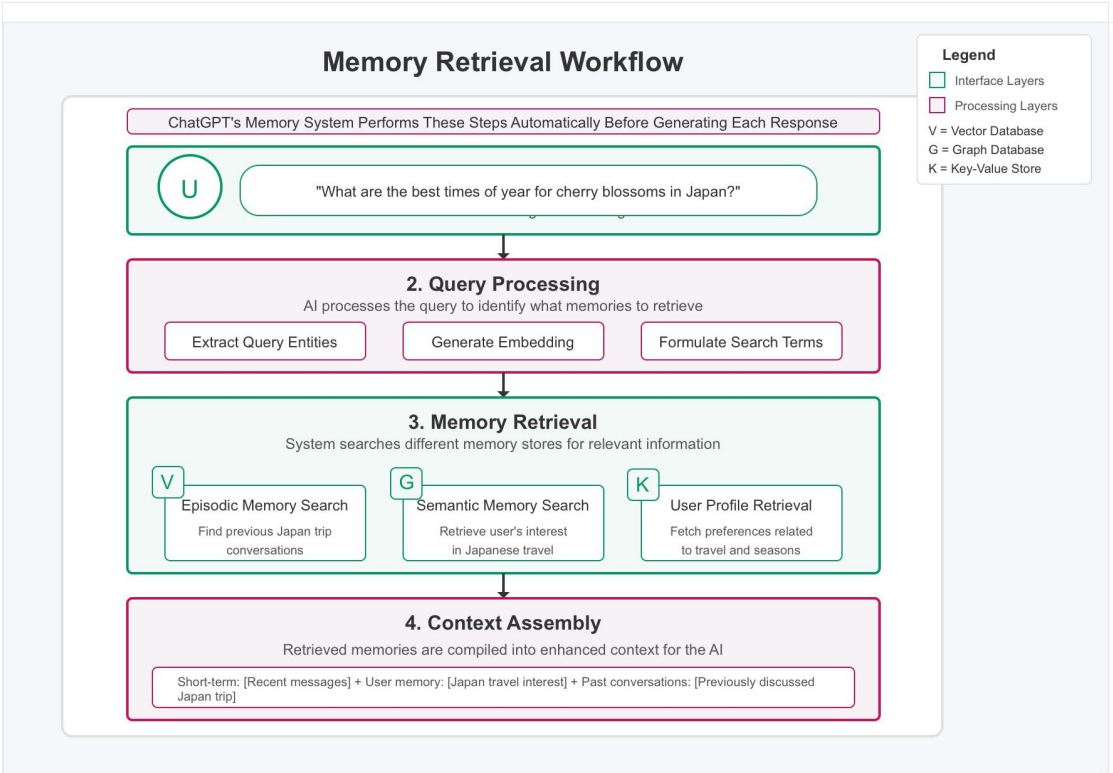 Memory Retrieval Workflow
Legend
Interface Layers
Processing Layers
V = Vector Database
G = Graph Database
K = Key-Value Store
ChatGPT's Memory System Performs These Steps Automatically Before Generating Each Response
U
"What are the best times of year for cherry blossoms in Japan?"
2. Query Processing
AI processes the query to identify what memories to retrieve
Extract Query Entities
Generate Embedding
Formulate Search Terms
3. Memory Retrieval
System searches different memory stores for relevant information
V
Episodic Memory Search
Find previous Japan trip
conversations
G
Semantic Memory Search
Retrieve user's interest
in Japanese travel
K
User Profile Retrieval
Fetch preferences related
to travel and seasons
4. Context Assembly
Retrieved memories are compiled into enhanced context for the AI
Short-term: [Recent messages] + User memory: [Japan travel interest] + Past conversations: [Previously discussed
Japan trip]